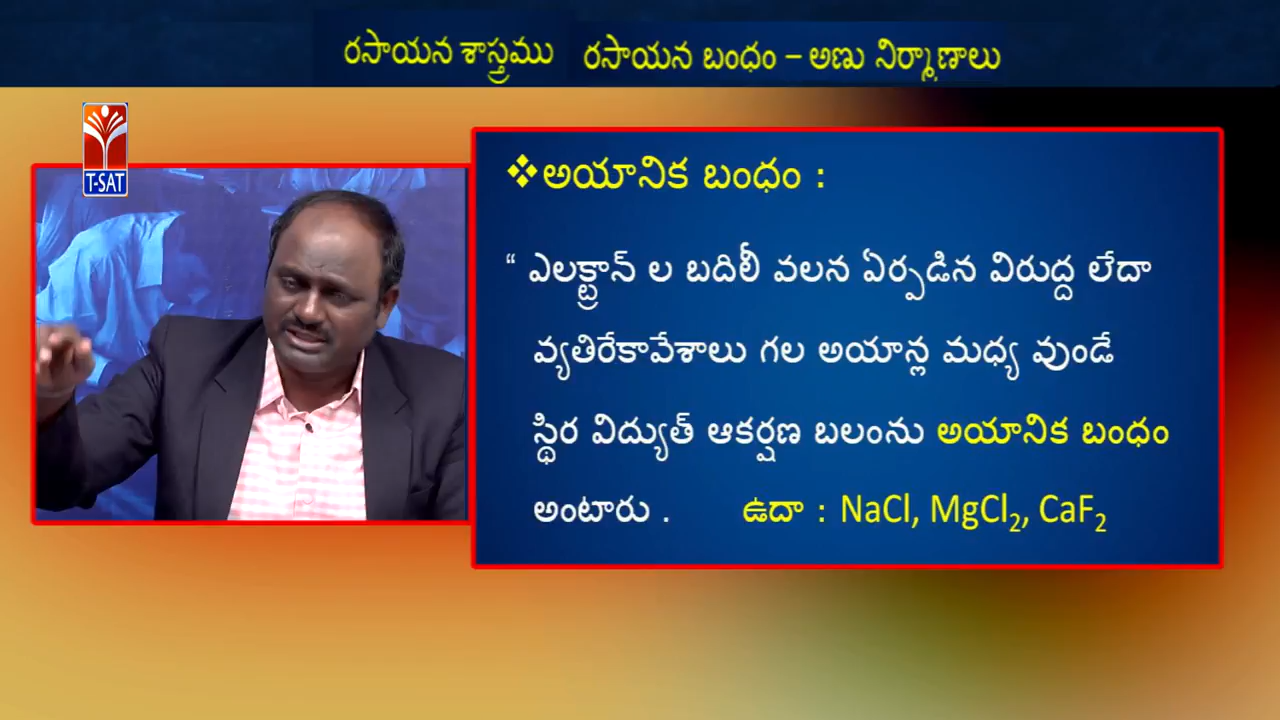 రసాయన శాస్త్రము రసాయన బంధం – అణు నిర్మాణాలు
T-SAT
❖అయానిక బంధం :
“ ఎలక్ట్రాన్ ల బదిలీ వలన ఏర్పడిన విరుద్ద లేదా
వ్యతిరేకావేశాలు గల అయాన్ల మధ్య వుండే
స్థిర విద్యుత్ ఆకర్షణ బలంను అయానిక బంధం
అంటారు . ఉదా : NaCl, MgCl₂, CaF₂